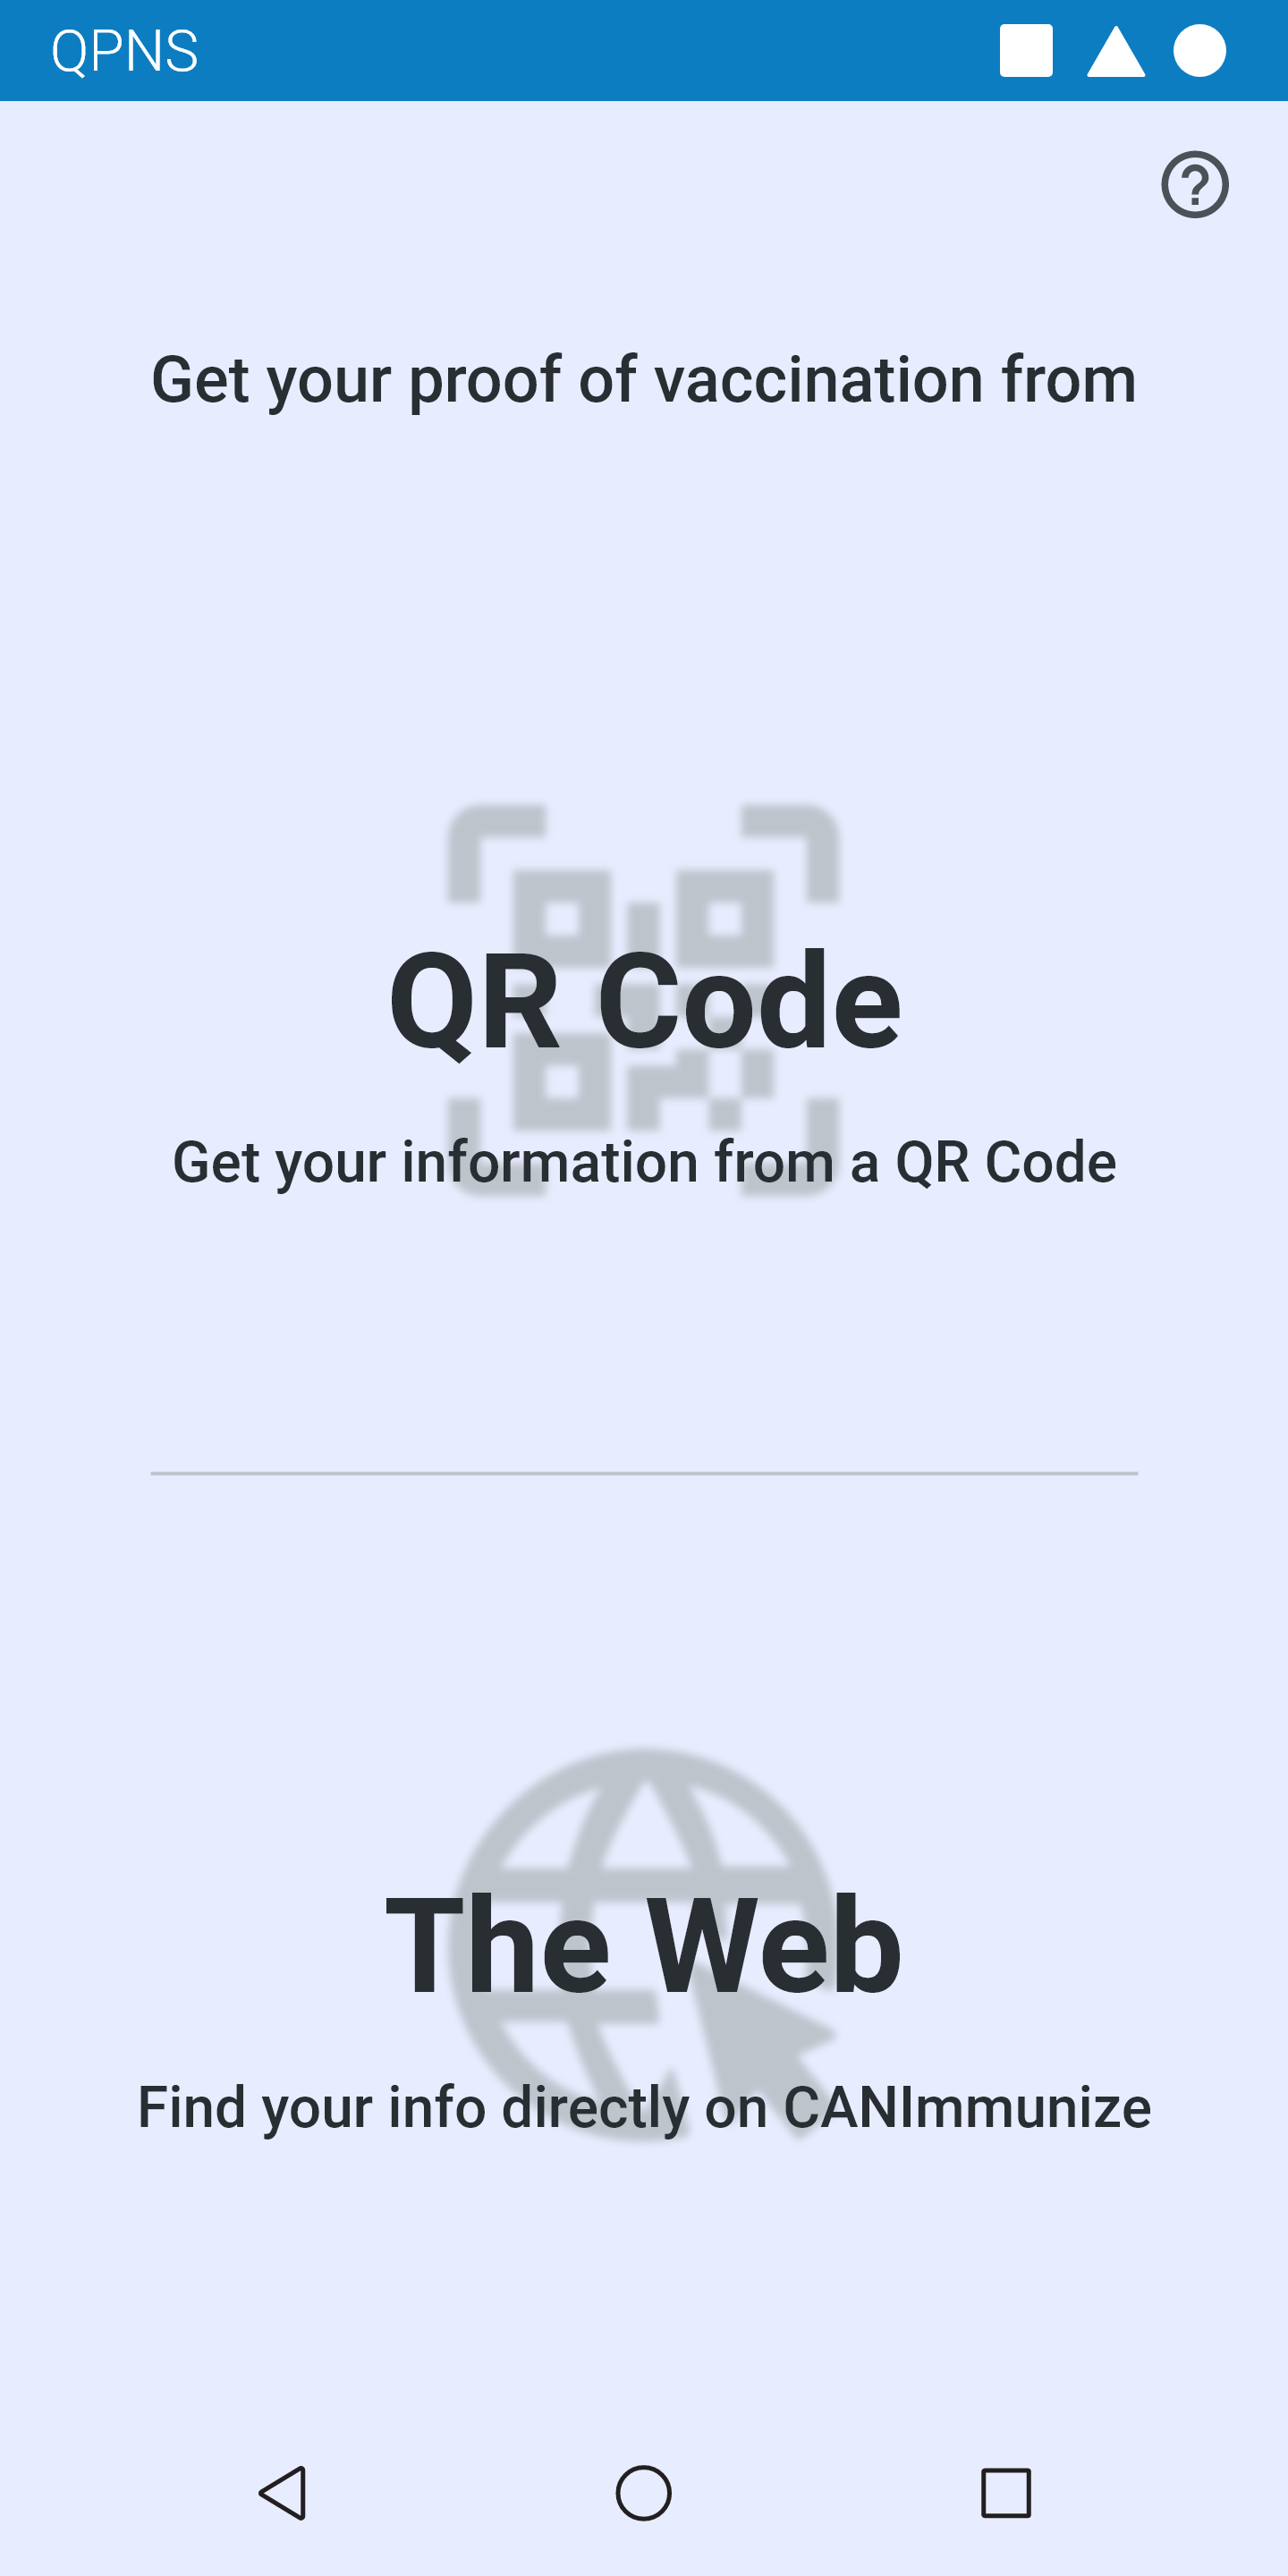 QPNS
Get your proof of vaccination from
QR Code
Get your information from a QR Code
The Web
Find your info directly on CANImmunize